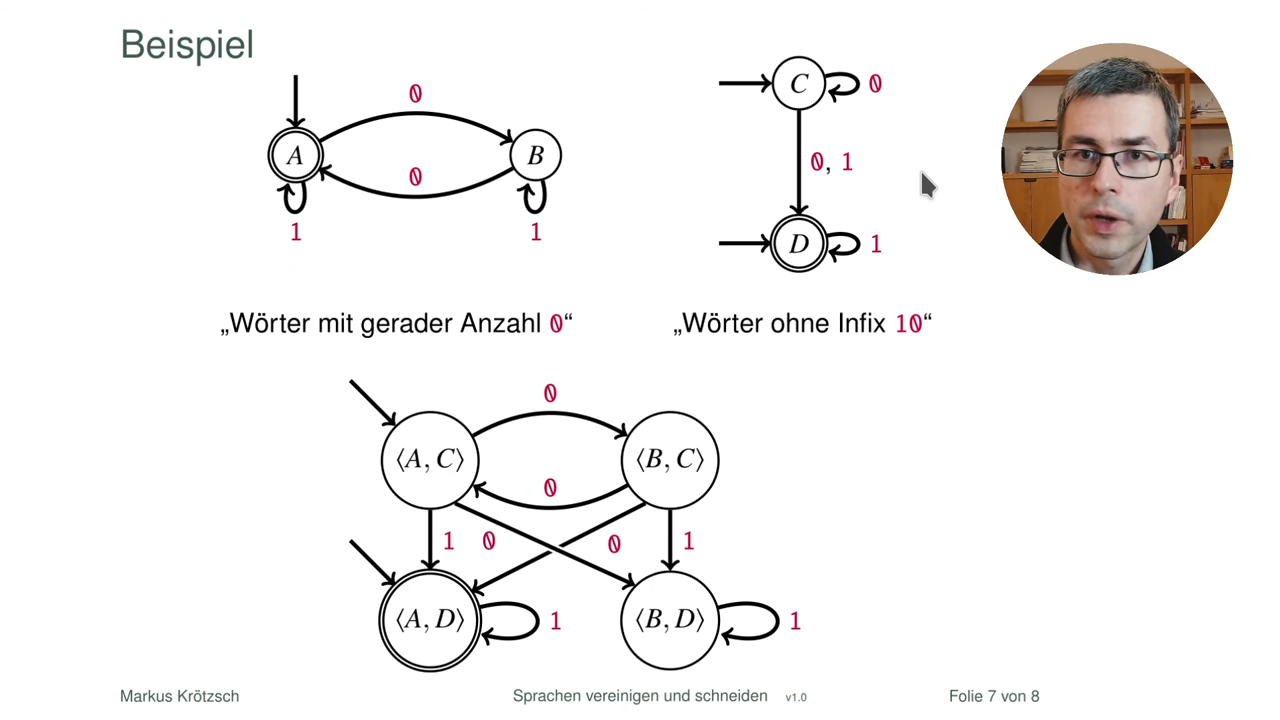 Beispiel
A
0
B
0
1
1
C
0
0, 1
D
1
„Wörter mit gerader Anzahl 0“
„Wörter ohne Infix 10“
0
⟨A, C⟩
⟨B, C⟩
0
1
0
0
1
⟨A, D⟩
1
⟨B, D⟩
1
Markus Krötzsch
Sprachen vereinigen und schneiden v1.0
Folie 7 von 8